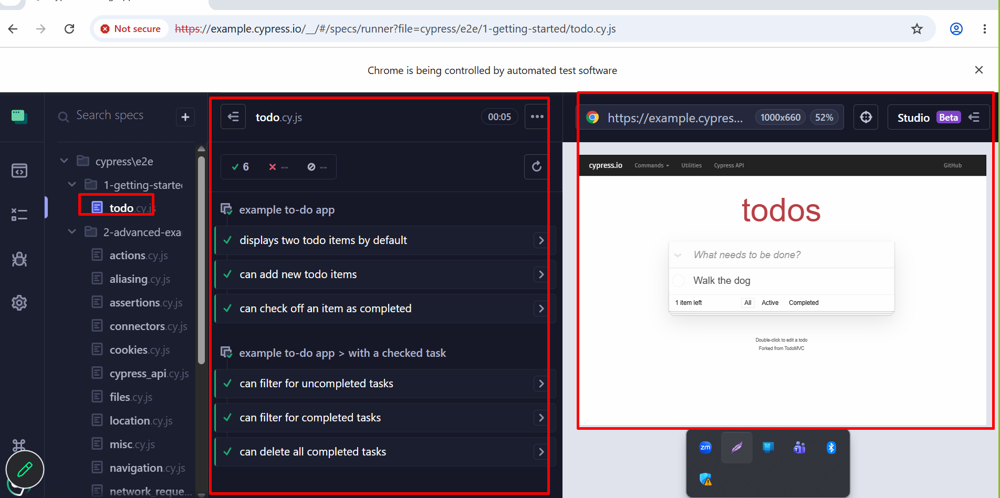 Not secure
https://example.cypress.io/__/#/specs/runner?file=cypress/e2e/1-getting-started/todo.cy.js
Chrome is being controlled by automated test software
Search specs
cypress\e2e
1-getting-started
todo.cy.js
2-advanced-exa
actions.cy.js
aliasing.cy.js
assertions.cy.js
connectors.cy.js
cookies.cy.js
cypress_api.cy.js
files.cy.js
location.cy.js
misc.cy.js
navigation.cy.js
network_reque...
todo.cy.js
00:05
6 -- --
example to-do app
displays two todo items by default
can add new todo items
can check off an item as completed
example to-do app > with a checked task
can filter for uncompleted tasks
can filter for completed tasks
can delete all completed tasks
https://example.cypres...
1000x660
52%
Studio Beta
cypress.io Commands Utilities Cypress API GitHub
todos
What needs to be done?
Walk the dog
1 item left All Active Completed
Double-click to edit a todo
Forked from TodoMVC
zm
T